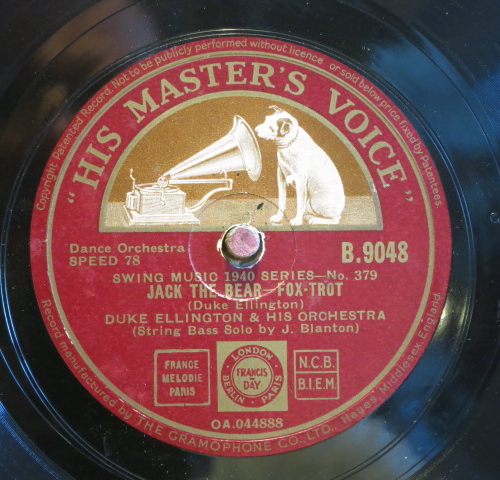 Copyright. Patented Record. Not to be publicly performed without licence or sold below price fixed by Patentees.
"HIS MASTER'S VOICE"
Dance Orchestra
SPEED 78
B.9048
SWING MUSIC 1940 SERIES—No. 379
JACK THE BEAR—FOX-TROT
(Duke Ellington)
DUKE ELLINGTON & HIS ORCHESTRA
(String Bass Solo by J. Blanton)
FRANCE
MELODIE
PARIS
LONDON
FRANCIS
DAY
BERLIN · PARIS
N.C.B.
B.I.E.M.
OA.044888
Record manufactured by THE GRAMOPHONE CO., LTD., Hayes, Middlesex, England.